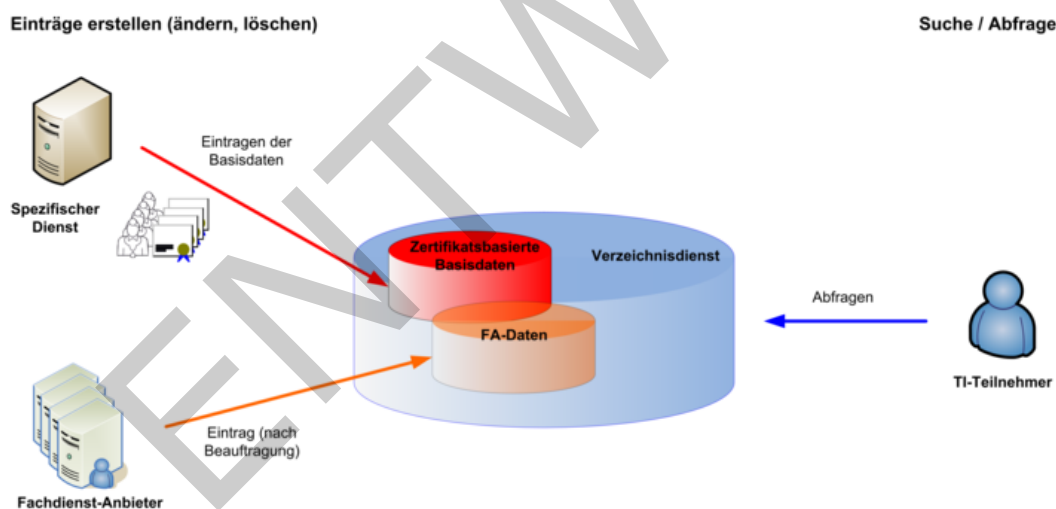 Einträge erstellen (ändern, löschen)
Suche / Abfrage
Eintragen der
Basisdaten
Spezifischer
Dienst
Zertifikatsbasierte
Basisdaten
Verzeichnisdienst
Abfragen
FA-Daten
TI-Teilnehmer
Eintrag (nach
Beauftragung)
Fachdienst-Anbieter
ENTW